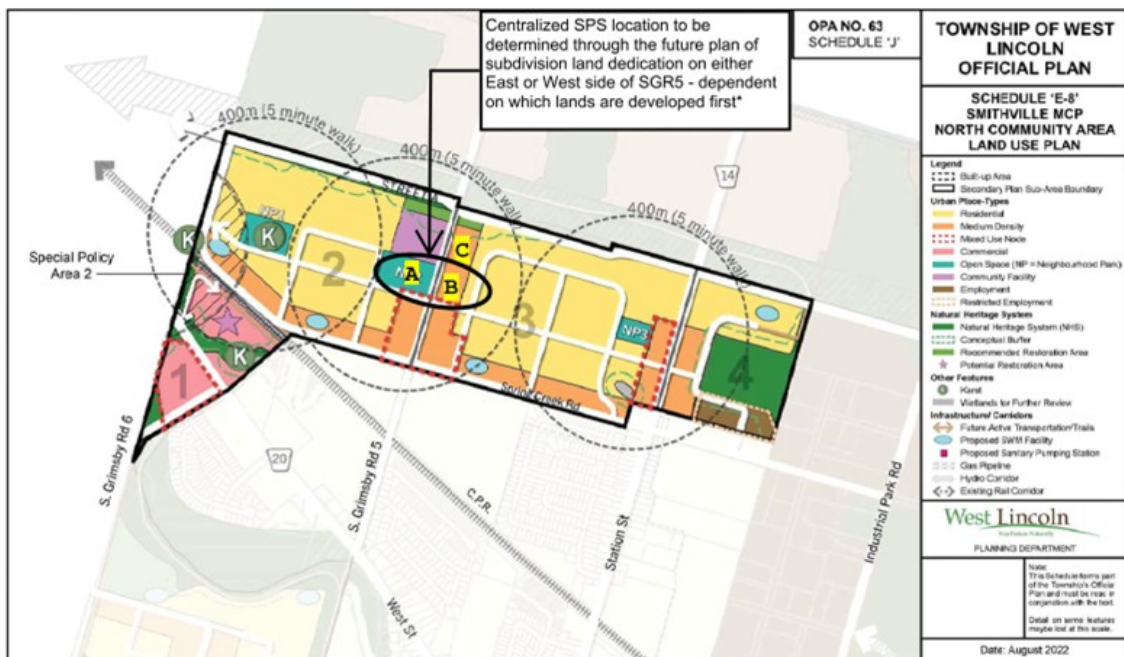 Centralized SPS location to be
determined through the future plan of
subdivision land dedication on either
East or West side of SGR5 - dependent
on which lands are developed first*
OPA NO. 63
SCHEDULE 'J'
TOWNSHIP OF WEST
LINCOLN
OFFICIAL PLAN
SCHEDULE 'E-8'
SMITHVILLE MCP
NORTH COMMUNITY AREA
LAND USE PLAN
Legend
Built-up Area
Secondary Plan Sub-Area Boundary
Urban Place-Types
Residential
Medium Density
Mixed Use Node
Commercial
Open Space (NP = Neighbourhood Park)
Community Facility
Employment
Restricted Employment
Natural Heritage System
Natural Heritage System (NHS)
Conceptual Buffer
Recommended Restoration Area
Potential Restoration Area
Other Features
Karst
Wetlands for Further Review
Infrastructure/ Corridors
Future Active Transportation/Trails
Proposed SWM Facility
Proposed Sanitary Pumping Station
Gas Pipeline
Hydro Corridor
Existing Rail Corridor
West Lincoln
Your Future Naturally
PLANNING DEPARTMENT
Note:
This Schedule forms part
of the Township's Official
Plan and must be read in
conjunction with the text.
Detail on some features
maybe lost at this scale.
Date: August 2022
400m (5 minute walk)
400m (5 minute walk)
400m (5 minute walk)
14
NP1
K
K
K
Special Policy
Area 2
A
B
C
2
3
NP3
4
1
Spring Creek Rd
S. Grimsby Rd 6
20
S. Grimsby Rd 5
C.P.R.
Station St
Industrial Park Rd
West St